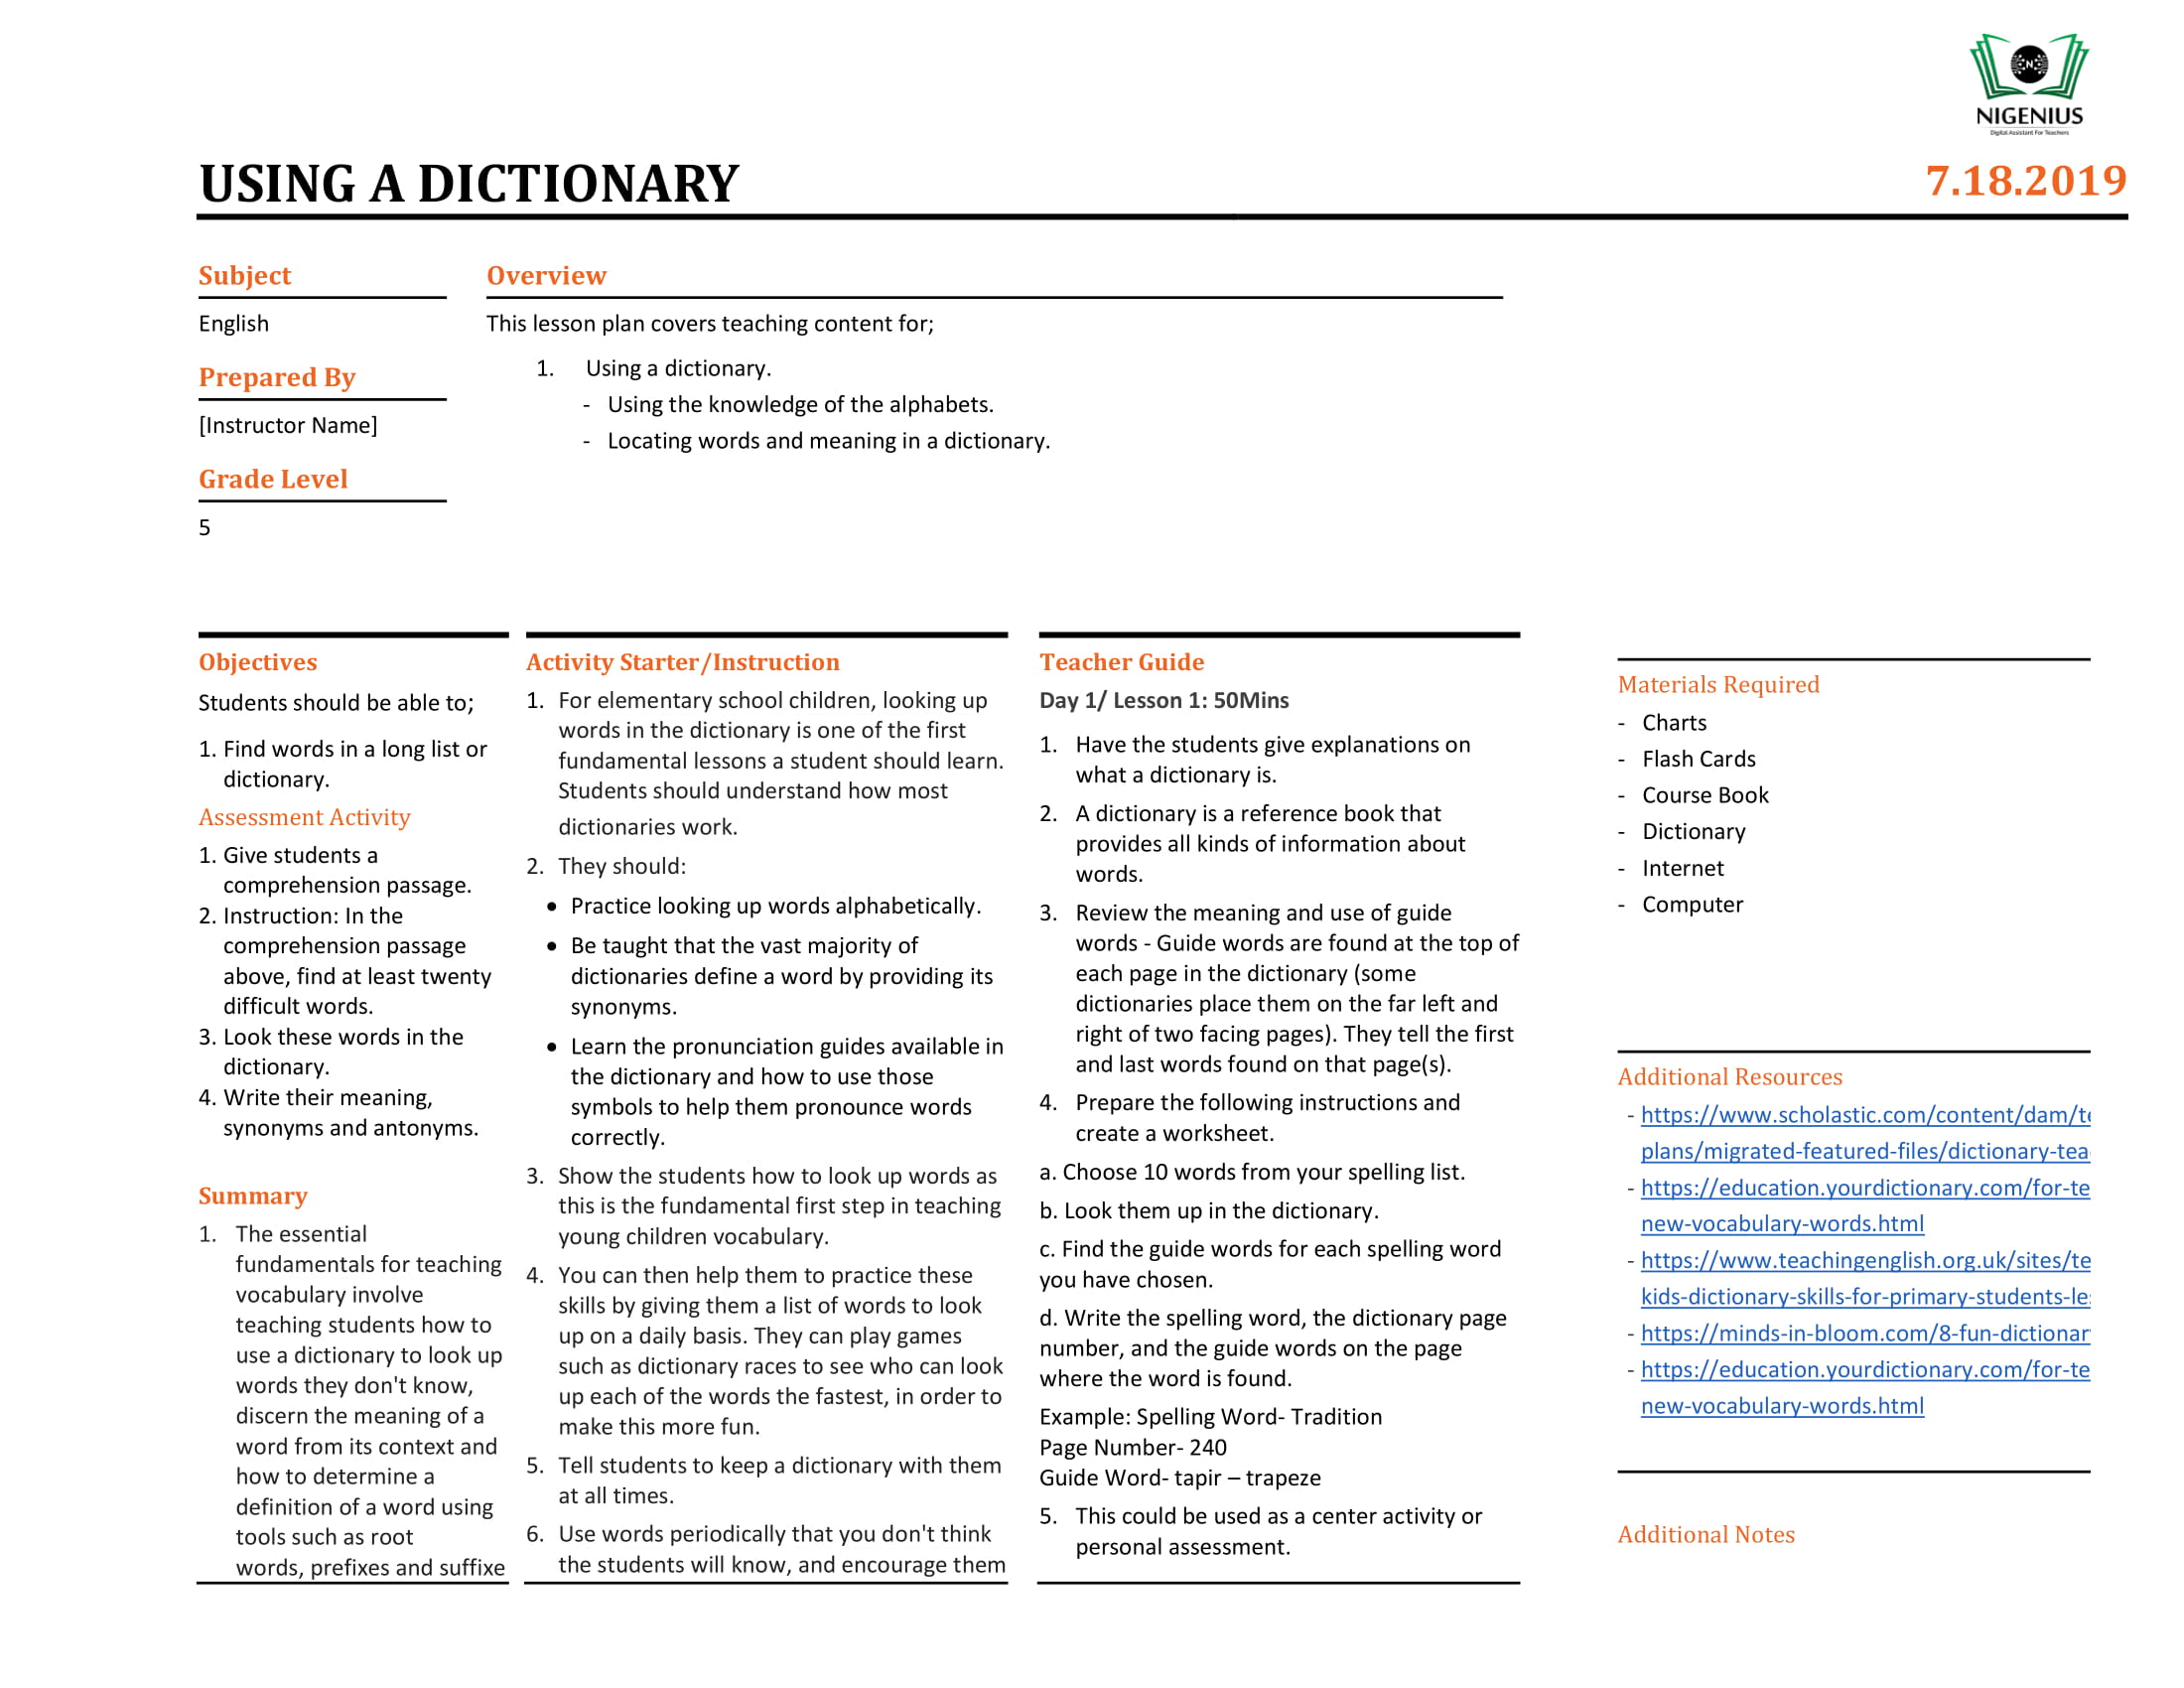 NIGENIUS
Digital Assistant For Teachers
USING A DICTIONARY
7.18.2019
Subject
English
Prepared By
[Instructor Name]
Grade Level
5
Overview
This lesson plan covers teaching content for;
1. Using a dictionary.
- Using the knowledge of the alphabets.
- Locating words and meaning in a dictionary.
Objectives
Students should be able to;
1. Find words in a long list or
dictionary.
Assessment Activity
1. Give students a
comprehension passage.
2. Instruction: In the
comprehension passage
above, find at least twenty
difficult words.
3. Look these words in the
dictionary.
4. Write their meaning,
synonyms and antonyms.
Summary
1. The essential
fundamentals for teaching
vocabulary involve
teaching students how to
use a dictionary to look up
words they don't know,
discern the meaning of a
word from its context and
how to determine a
definition of a word using
tools such as root
words, prefixes and suffixe
Activity Starter/Instruction
1. For elementary school children, looking up
words in the dictionary is one of the first
fundamental lessons a student should learn.
Students should understand how most
dictionaries work.
2. They should:
• Practice looking up words alphabetically.
• Be taught that the vast majority of
dictionaries define a word by providing its
synonyms.
• Learn the pronunciation guides available in
the dictionary and how to use those
symbols to help them pronounce words
correctly.
3. Show the students how to look up words as
this is the fundamental first step in teaching
young children vocabulary.
4. You can then help them to practice these
skills by giving them a list of words to look
up on a daily basis. They can play games
such as dictionary races to see who can look
up each of the words the fastest, in order to
make this more fun.
5. Tell students to keep a dictionary with them
at all times.
6. Use words periodically that you don't think
the students will know, and encourage them
Teacher Guide
Day 1/ Lesson 1: 50Mins
1. Have the students give explanations on
what a dictionary is.
2. A dictionary is a reference book that
provides all kinds of information about
words.
3. Review the meaning and use of guide
words - Guide words are found at the top of
each page in the dictionary (some
dictionaries place them on the far left and
right of two facing pages). They tell the first
and last words found on that page(s).
4. Prepare the following instructions and
create a worksheet.
a. Choose 10 words from your spelling list.
b. Look them up in the dictionary.
c. Find the guide words for each spelling word
you have chosen.
d. Write the spelling word, the dictionary page
number, and the guide words on the page
where the word is found.
Example: Spelling Word- Tradition
Page Number- 240
Guide Word- tapir – trapeze
5. This could be used as a center activity or
personal assessment.
Materials Required
- Charts
- Flash Cards
- Course Book
- Dictionary
- Internet
- Computer
Additional Resources
- https://www.scholastic.com/content/dam/te
plans/migrated-featured-files/dictionary-tea
- https://education.yourdictionary.com/for-te
new-vocabulary-words.html
- https://www.teachingenglish.org.uk/sites/te
kids-dictionary-skills-for-primary-students-le
- https://minds-in-bloom.com/8-fun-dictionar
- https://education.yourdictionary.com/for-te
new-vocabulary-words.html
Additional Notes